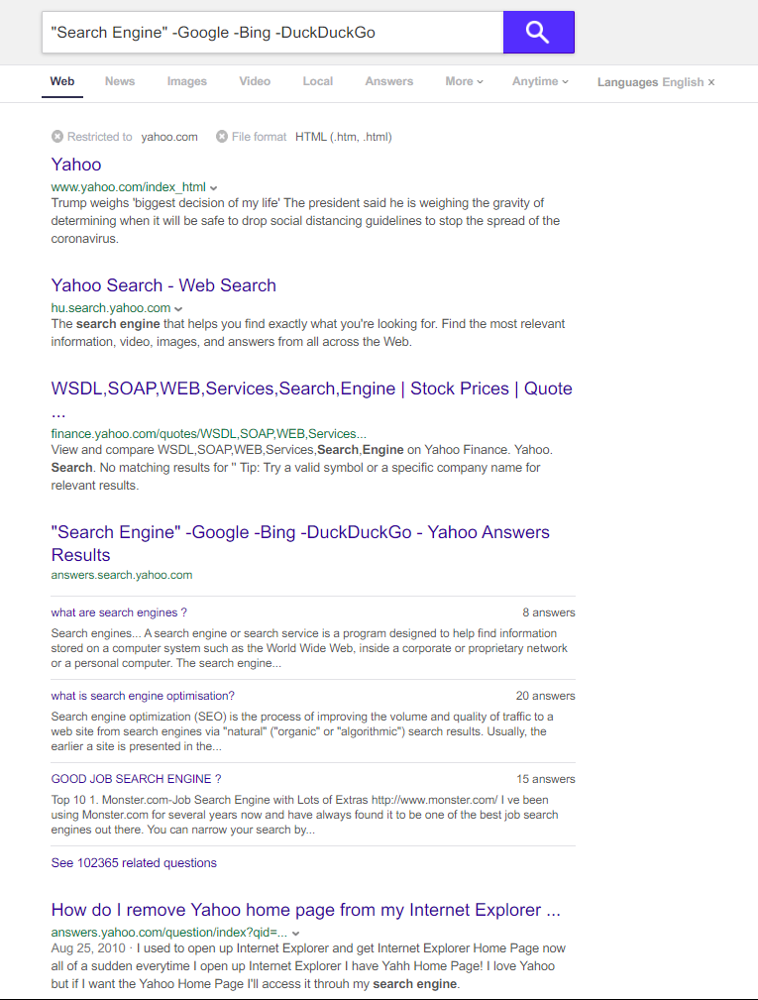 "Search Engine" -Google -Bing -DuckDuckGo
Web News Images Video Local Answers More Anytime Languages English ×
Restricted to yahoo.com File format HTML (.htm, .html)
Yahoo
www.yahoo.com/index_html
Trump weighs 'biggest decision of my life' The president said he is weighing the gravity of
determining when it will be safe to drop social distancing guidelines to stop the spread of the
coronavirus.
Yahoo Search - Web Search
hu.search.yahoo.com
The search engine that helps you find exactly what you're looking for. Find the most relevant
information, video, images, and answers from all across the Web.
WSDL,SOAP,WEB,Services,Search,Engine | Stock Prices | Quote
...
finance.yahoo.com/quotes/WSDL,SOAP,WEB,Services...
View and compare WSDL,SOAP,WEB,Services,Search,Engine on Yahoo Finance. Yahoo.
Search. No matching results for '' Tip: Try a valid symbol or a specific company name for
relevant results.
"Search Engine" -Google -Bing -DuckDuckGo - Yahoo Answers
Results
answers.search.yahoo.com
what are search engines ? 8 answers
Search engines... A search engine or search service is a program designed to help find information
stored on a computer system such as the World Wide Web, inside a corporate or proprietary network
or a personal computer. The search engine...
what is search engine optimisation? 20 answers
Search engine optimization (SEO) is the process of improving the volume and quality of traffic to a
web site from search engines via "natural" ("organic" or "algorithmic") search results. Usually, the
earlier a site is presented in the...
GOOD JOB SEARCH ENGINE ? 15 answers
Top 10 1. Monster.com-Job Search Engine with Lots of Extras http://www.monster.com/ I ve been
using Monster.com for several years now and have always found it to be one of the best job search
engines out there. You can narrow your search by...
See 102365 related questions
How do I remove Yahoo home page from my Internet Explorer ...
answers.yahoo.com/question/index?qid=...
Aug 25, 2010 · I used to open up Internet Explorer and get Internet Explorer Home Page now
all of a sudden everytime I open up Internet Explorer I have Yahh Home Page! I love Yahoo
but if I want the Yahoo Home Page I'll access it throuh my search engine.